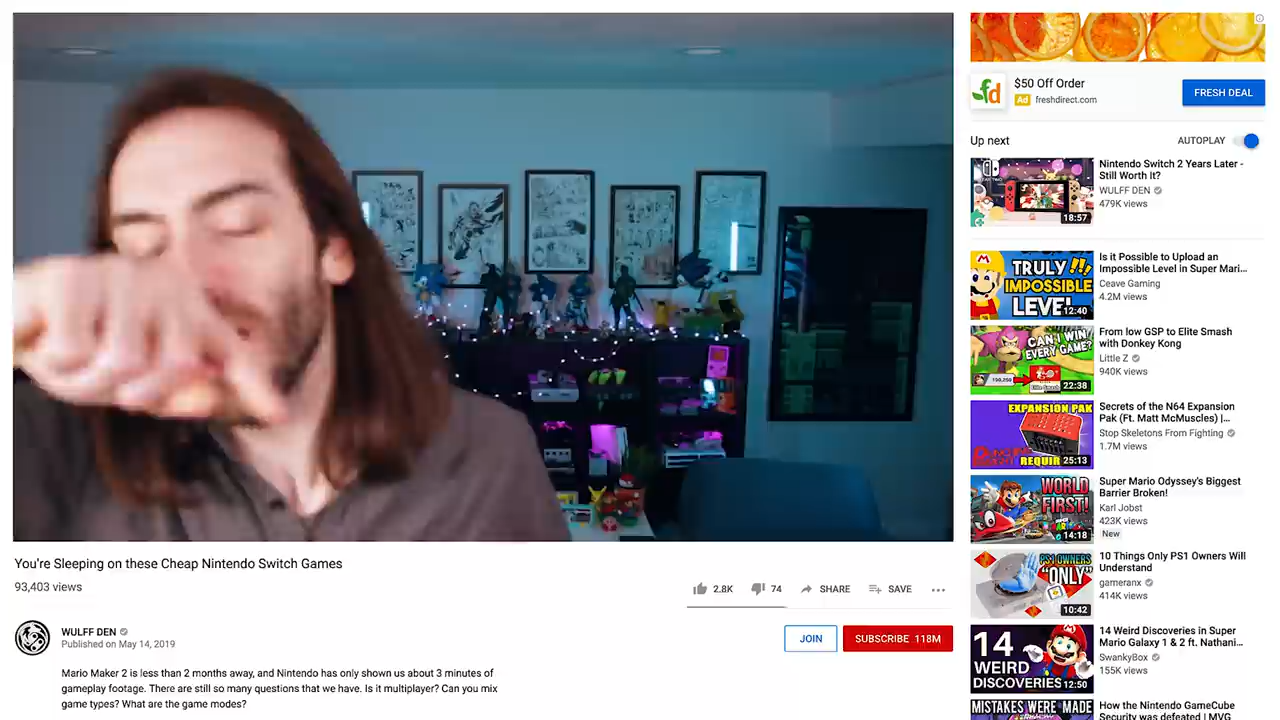 $50 Off Order
Ad freshdirect.com
FRESH DEAL
fd
Up next
AUTOPLAY
18:57
Nintendo Switch 2 Years Later -
Still Worth It?
WULFF DEN
479K views
TRULY !!!
IMPOSSIBLE
LEVEL
12:40
Is it Possible to Upload an
Impossible Level in Super Mari...
Ceave Gaming
4.2M views
CAN I WIN
EVERY GAME?
22:38
From low GSP to Elite Smash
with Donkey Kong
Little Z
940K views
EXPANSION PAK
REQUIR
25:13
Secrets of the N64 Expansion
Pak (Ft. Matt McMuscles) |...
Stop Skeletons From Fighting
1.7M views
WORLD
FIRST!
14:18
Super Mario Odyssey's Biggest
Barrier Broken!
Karl Jobst
423K views
New
PS1 OWNERS
"ONLY"
10:42
10 Things Only PS1 Owners Will
Understand
gameranx
414K views
14
WEIRD
DISCOVERIES
12:50
14 Weird Discoveries in Super
Mario Galaxy 1 & 2 ft. Nathani...
SwankyBox
155K views
MISTAKES WERE MADE
How the Nintendo GameCube
Security was defeated | MVG
You're Sleeping on these Cheap Nintendo Switch Games
93,403 views
2.8K
74
SHARE
SAVE
WULFF DEN
Published on May 14, 2019
JOIN
SUBSCRIBE 118M
Mario Maker 2 is less than 2 months away, and Nintendo has only shown us about 3 minutes of
gameplay footage. There are still so many questions that we have. Is it multiplayer? Can you mix
game types? What are the game modes?